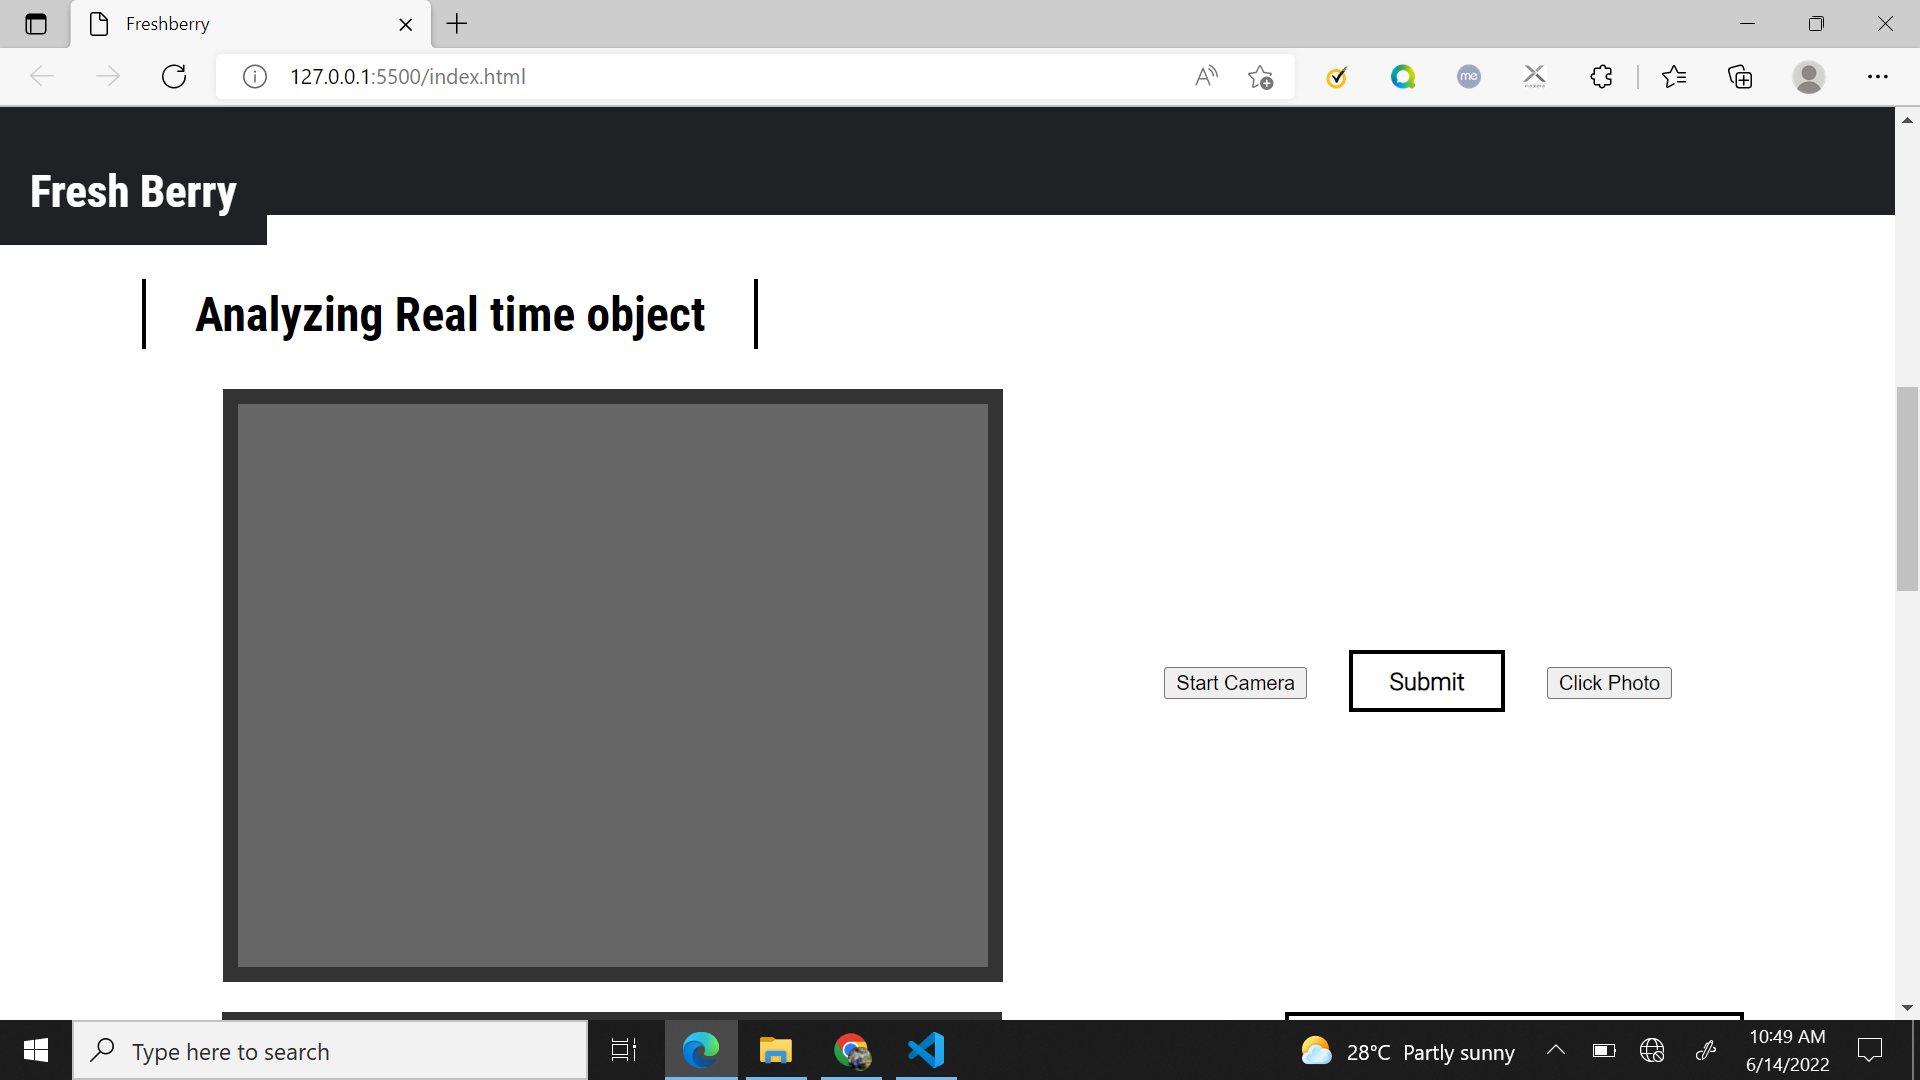 Freshberry
127.0.0.1:5500/index.html
me
Fresh Berry
Analyzing Real time object
Start Camera
Submit
Click Photo
Type here to search
28°C Partly sunny
10:49 AM
6/14/2022